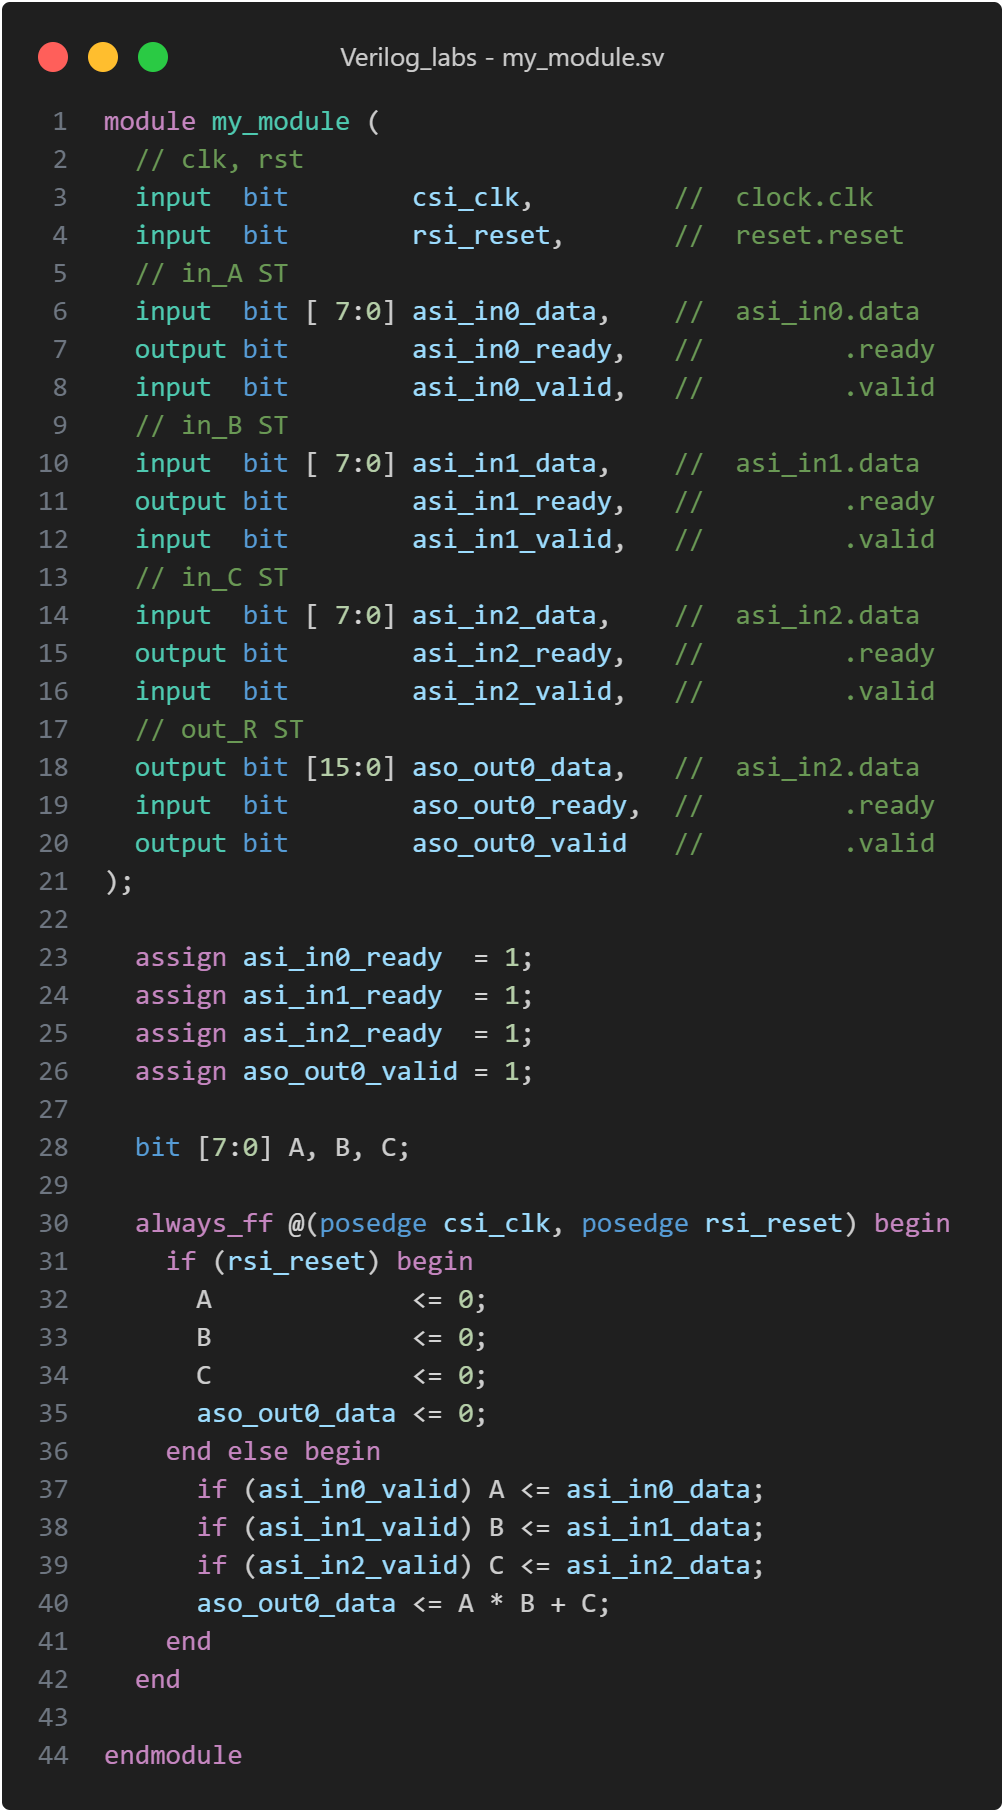 Verilog_labs - my_module.sv
1 module my_module (
2   // clk, rst
3   input  bit        csi_clk,         //  clock.clk
4   input  bit        rsi_reset,       //  reset.reset
5   // in_A ST
6   input  bit [ 7:0] asi_in0_data,    //  asi_in0.data
7   output bit        asi_in0_ready,   //         .ready
8   input  bit        asi_in0_valid,   //         .valid
9   // in_B ST
10   input  bit [ 7:0] asi_in1_data,    //  asi_in1.data
11   output bit        asi_in1_ready,   //         .ready
12   input  bit        asi_in1_valid,   //         .valid
13   // in_C ST
14   input  bit [ 7:0] asi_in2_data,    //  asi_in2.data
15   output bit        asi_in2_ready,   //         .ready
16   input  bit        asi_in2_valid,   //         .valid
17   // out_R ST
18   output bit [15:0] aso_out0_data,   //  asi_in2.data
19   input  bit        aso_out0_ready,  //         .ready
20   output bit        aso_out0_valid   //         .valid
21 );
22
23   assign asi_in0_ready  = 1;
24   assign asi_in1_ready  = 1;
25   assign asi_in2_ready  = 1;
26   assign aso_out0_valid = 1;
27
28   bit [7:0] A, B, C;
29
30   always_ff @(posedge csi_clk, posedge rsi_reset) begin
31     if (rsi_reset) begin
32       A             <= 0;
33       B             <= 0;
34       C             <= 0;
35       aso_out0_data <= 0;
36     end else begin
37       if (asi_in0_valid) A <= asi_in0_data;
38       if (asi_in1_valid) B <= asi_in1_data;
39       if (asi_in2_valid) C <= asi_in2_data;
40       aso_out0_data <= A * B + C;
41     end
42   end
43
44 endmodule